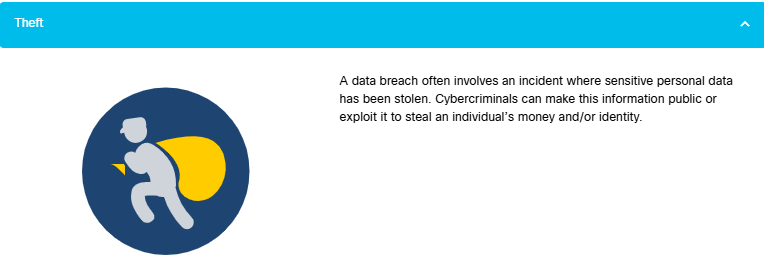 Theft
A data breach often involves an incident where sensitive personal data
has been stolen. Cybercriminals can make this information public or
exploit it to steal an individual’s money and/or identity.